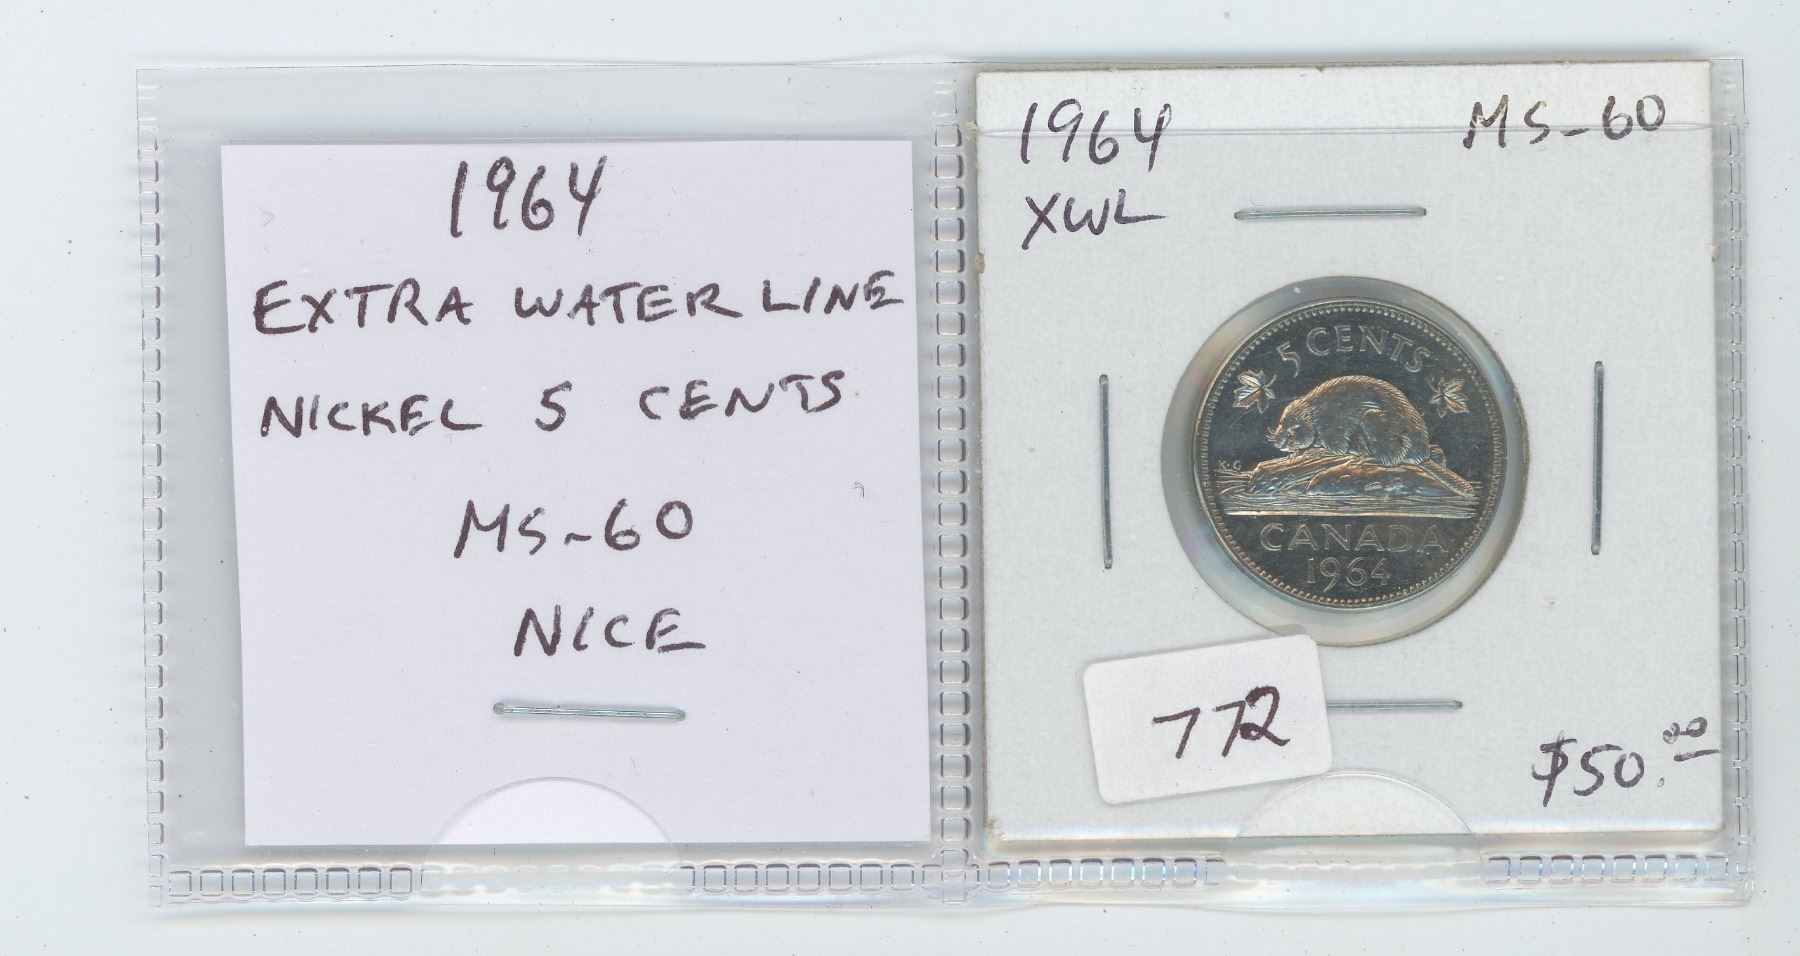 1964
EXTRA WATER LINE
NICKEL 5 CENTS
MS-60
NICE
1964 MS-60
XWL
5 CENTS
K·G
CANADA
1964
772
$50.00